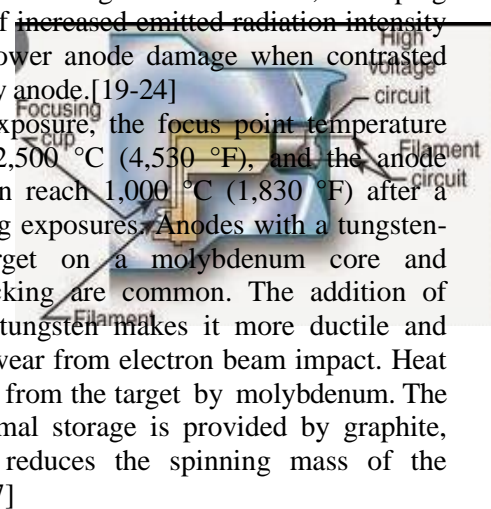 f increased emitted radiation intensity
ower anode damage when contrasted
y anode.[19-24]
xposure, the focus point temperature
2,500 °C (4,530 °F), and the anode
n reach 1,000 °C (1,830 °F) after a
g exposures. Anodes with a tungsten-
rget on a molybdenum core and
cking are common. The addition of
tungsten makes it more ductile and
wear from electron beam impact. Heat
from the target by molybdenum. The
mal storage is provided by graphite,
reduces the spinning mass of the
7]
High
voltage
circuit
Focusing
cup
Filament
circuit
Filament